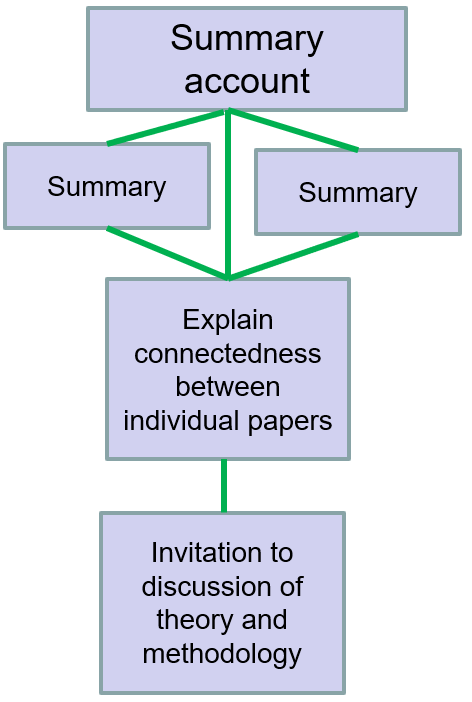 Summary
account
Summary
Summary
Explain
connectedness
between
individual papers
Invitation to
discussion of
theory and
methodology